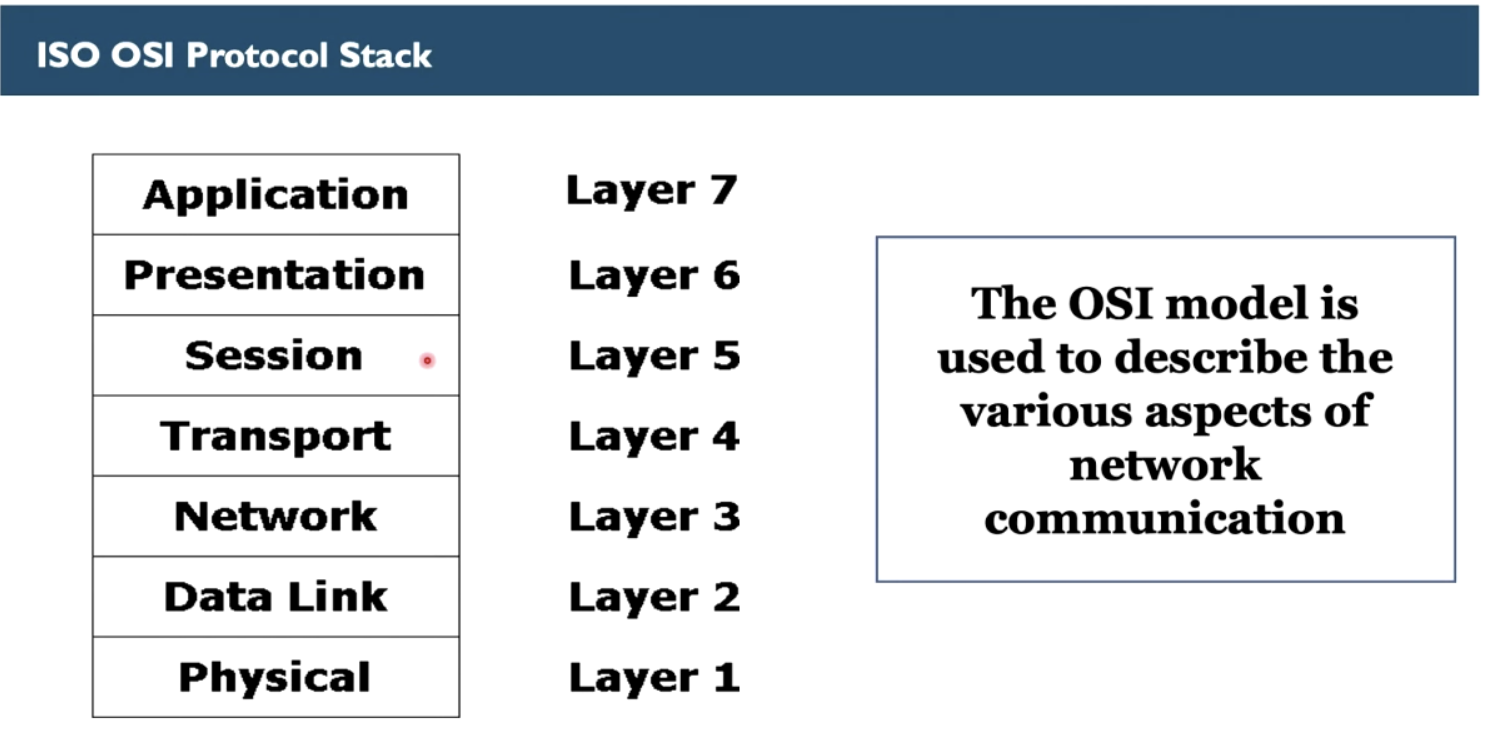 ISO OSI Protocol Stack
Application Layer 7
Presentation Layer 6
Session Layer 5
Transport Layer 4
Network Layer 3
Data Link Layer 2
Physical Layer 1
The OSI model is
used to describe the
various aspects of
network
communication